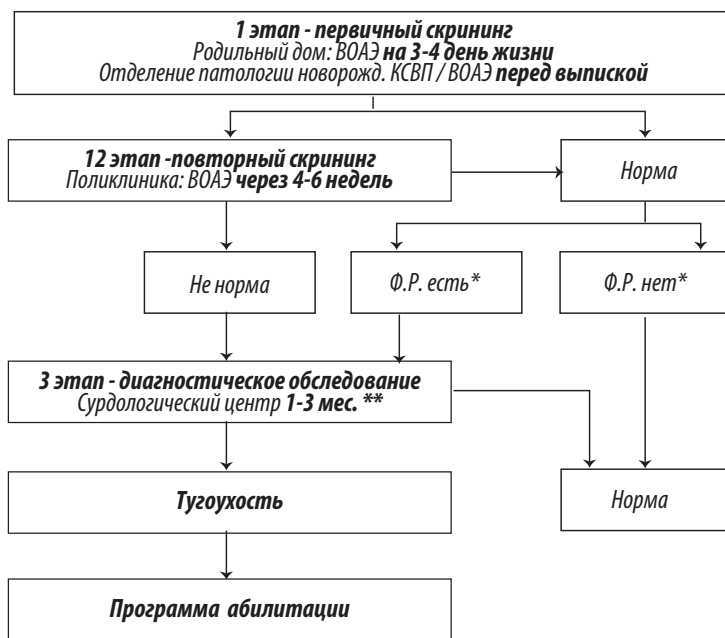 1 этап - первичный скрининг
Родильный дом: ВОАЭ на 3-4 день жизни
Отделение патологии новорожд. КСВП / ВОАЭ перед выпиской
12 этап -повторный скрининг
Поликлиника: ВОАЭ через 4-6 недель
Норма
Не норма
Ф.Р. есть*
Ф.Р. нет*
3 этап - диагностическое обследование
Сурдологический центр 1-3 мес. **
Тугоухость
Норма
Программа абилитации